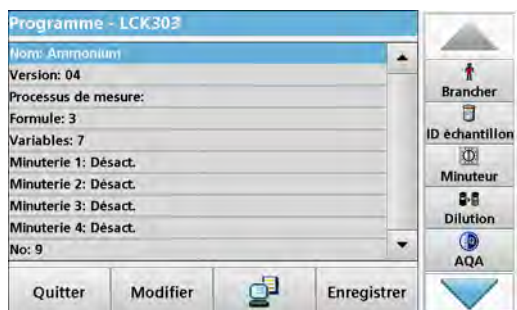 Programme - LCK303
Nom: Ammonium
Version: 04
Processus de mesure:
Formule: 3
Variables: 7
Minuterie 1: Désact.
Minuterie 2: Désact.
Minuterie 3: Désact.
Minuterie 4: Désact.
No: 9
Quitter
Modifier
Enregistrer
Brancher
ID échantillon
Minuteur
Dilution
AQA